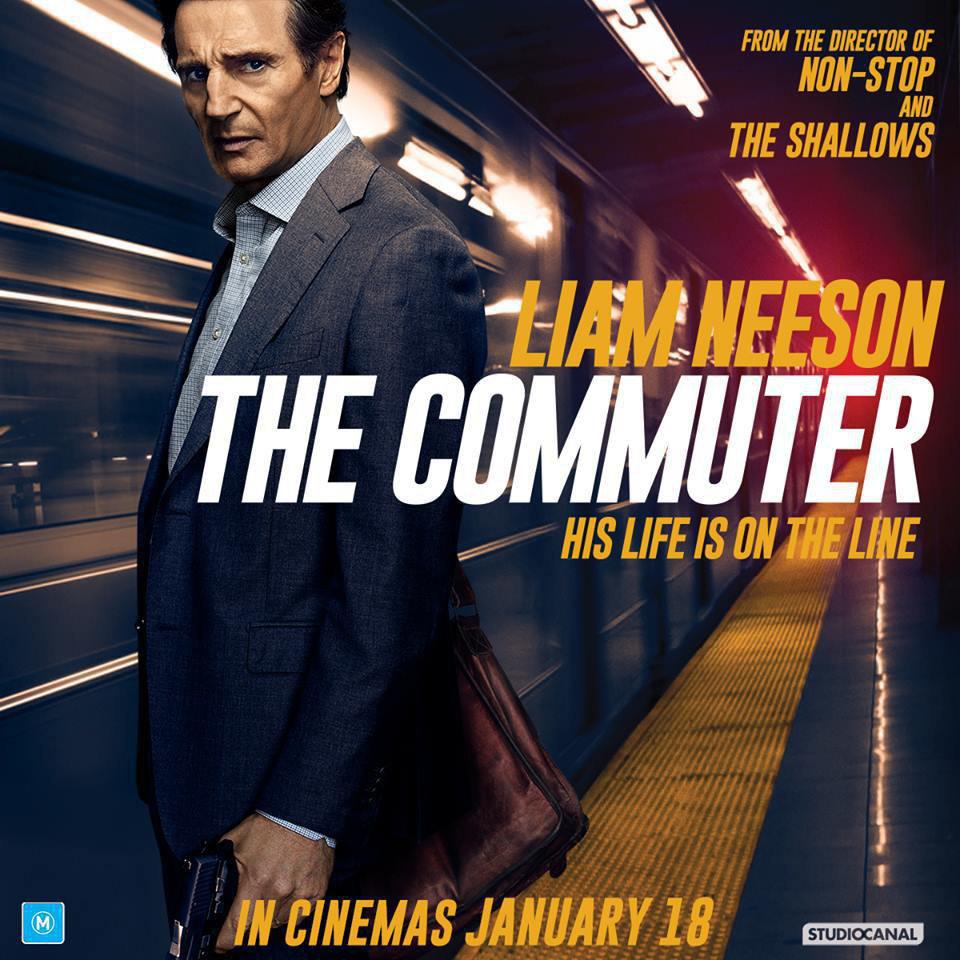 FROM THE DIRECTOR OF
NON-STOP
AND
THE SHALLOWS
LIAM NEESON
THE COMMUTER
HIS LIFE IS ON THE LINE
IN CINEMAS JANUARY 18
M
STUDIOCANAL